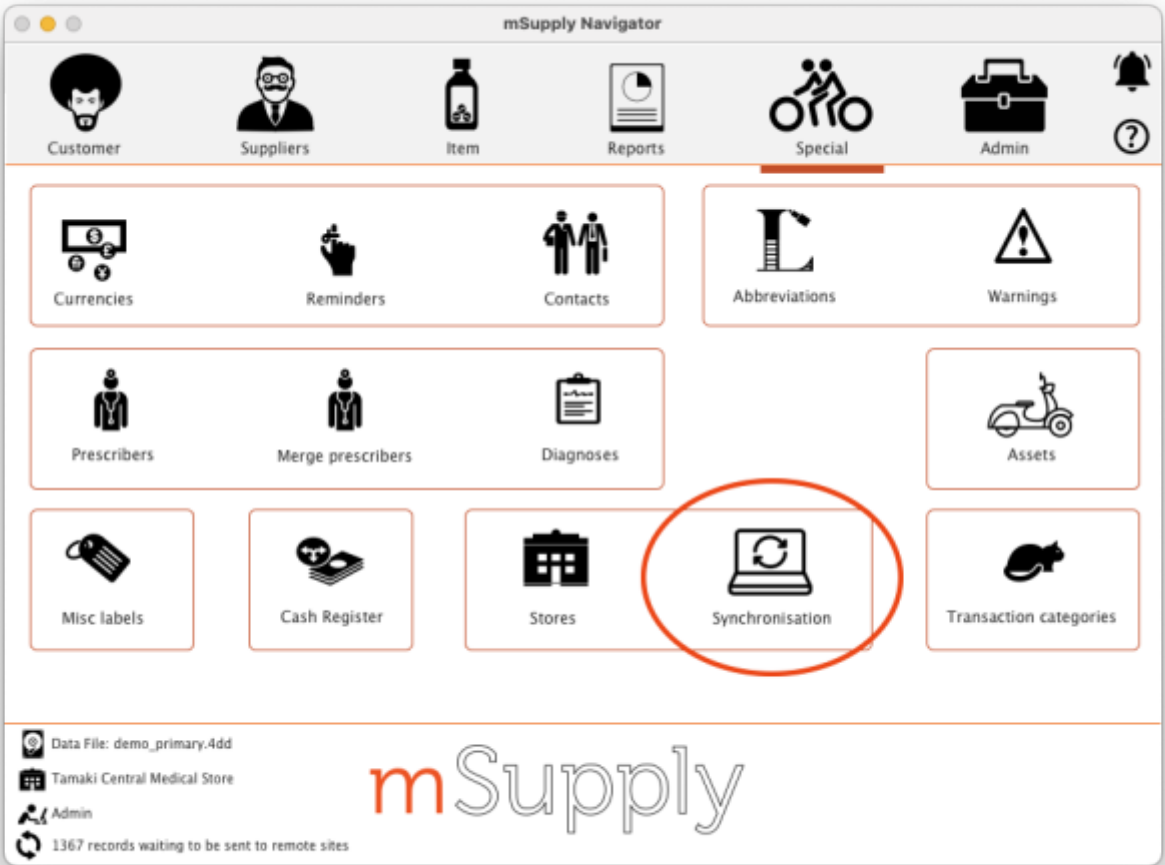 mSupply Navigator
Customer
Suppliers
Item
Reports
Special
Admin
?
Currencies
Reminders
Contacts
Abbreviations
Warnings
Prescribers
Merge prescribers
Diagnoses
Assets
Misc labels
Cash Register
Stores
Synchronisation
Transaction categories
Data File: demo_primary.4dd
Tamaki Central Medical Store
Admin
1367 records waiting to be sent to remote sites
mSupply